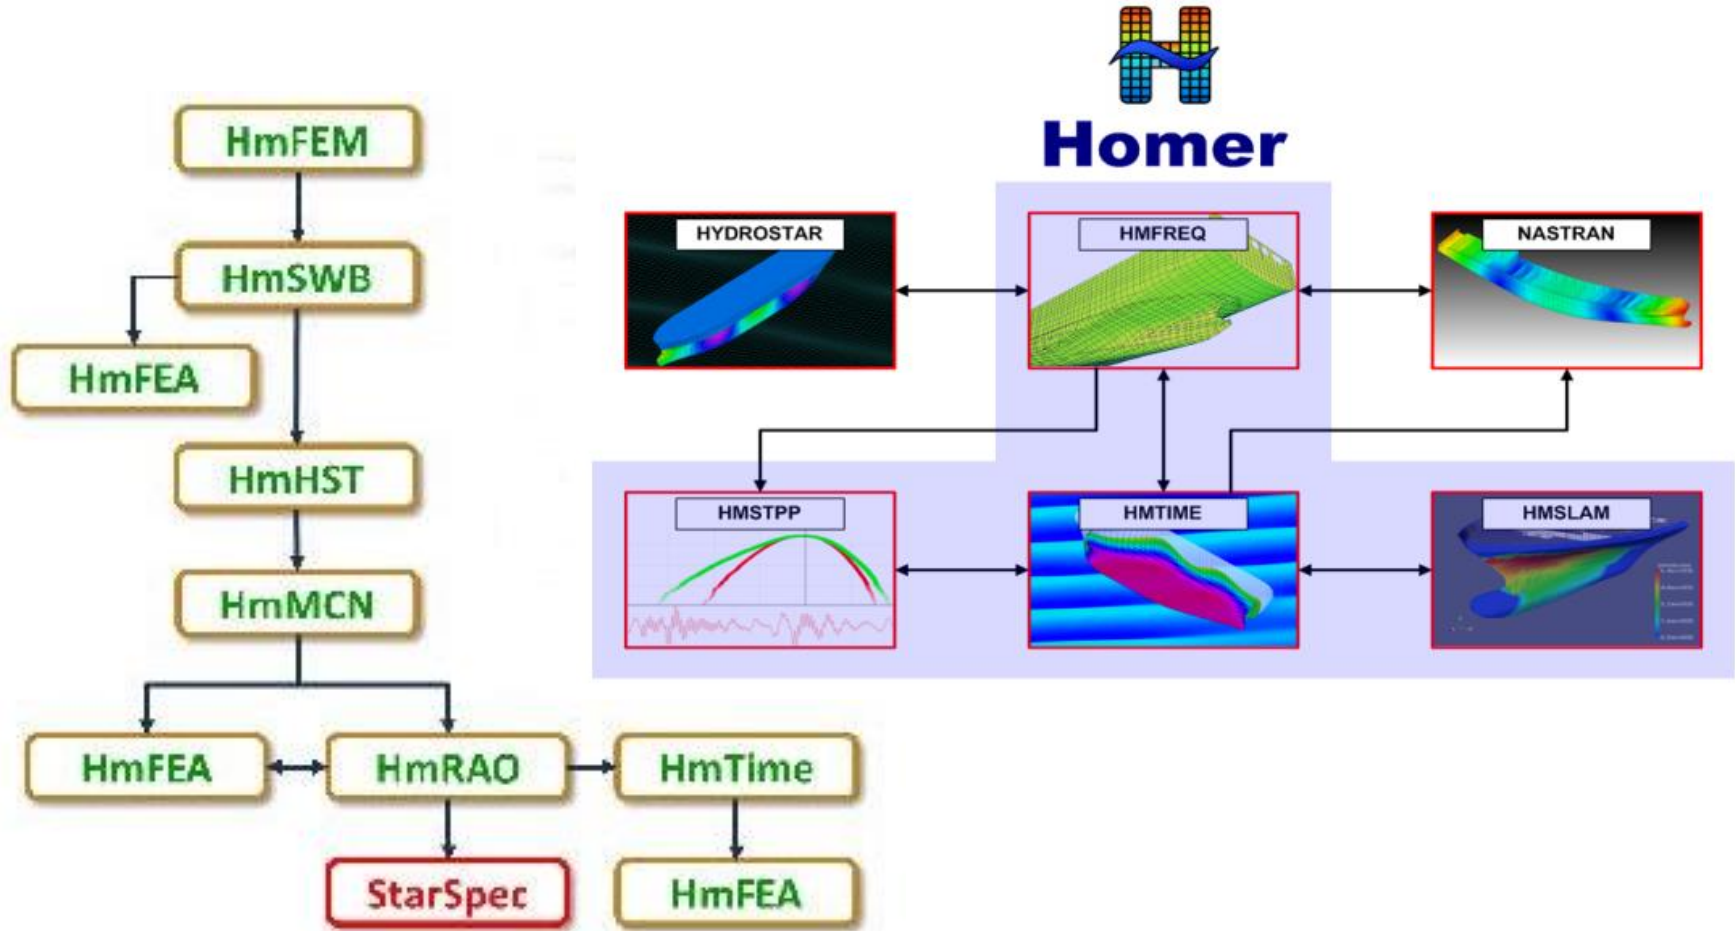 HmFEM
HmSWB
HmFEA
HmHST
HmMCN
HmFEA
HmRAO
HmTime
StarSpec
HmFEA
Homer
HYDROSTAR
HMFREQ
NASTRAN
HMSTPP
HMTIME
HMSLAM